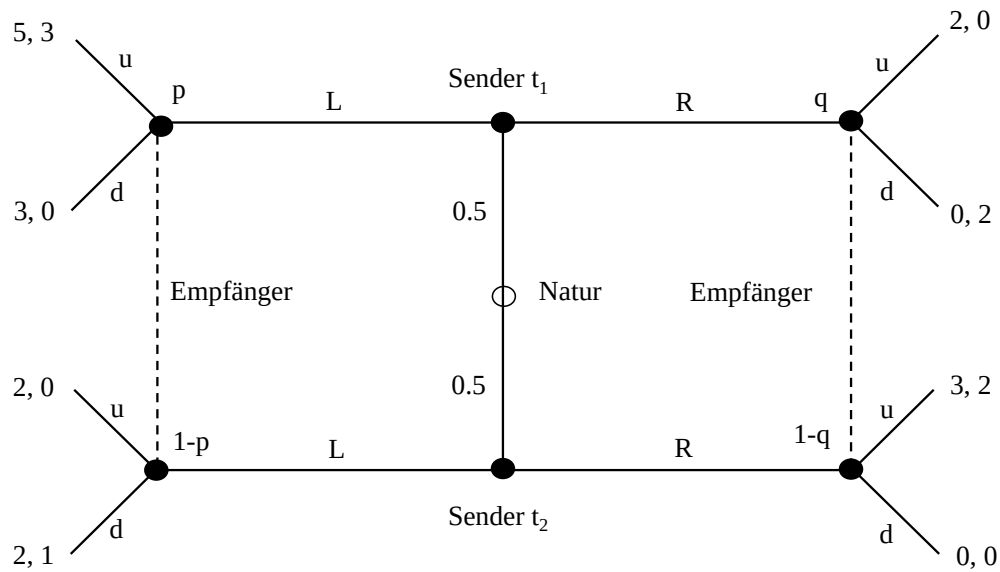 5, 3
2, 0
u
u
Sender t₁
p
L
R
q
d
d
3, 0
0.5
0, 2
Empfänger
Natur
Empfänger
2, 0
0.5
3, 2
u
u
1-p
1-q
L
R
d
Sender t₂
d
2, 1
0, 0